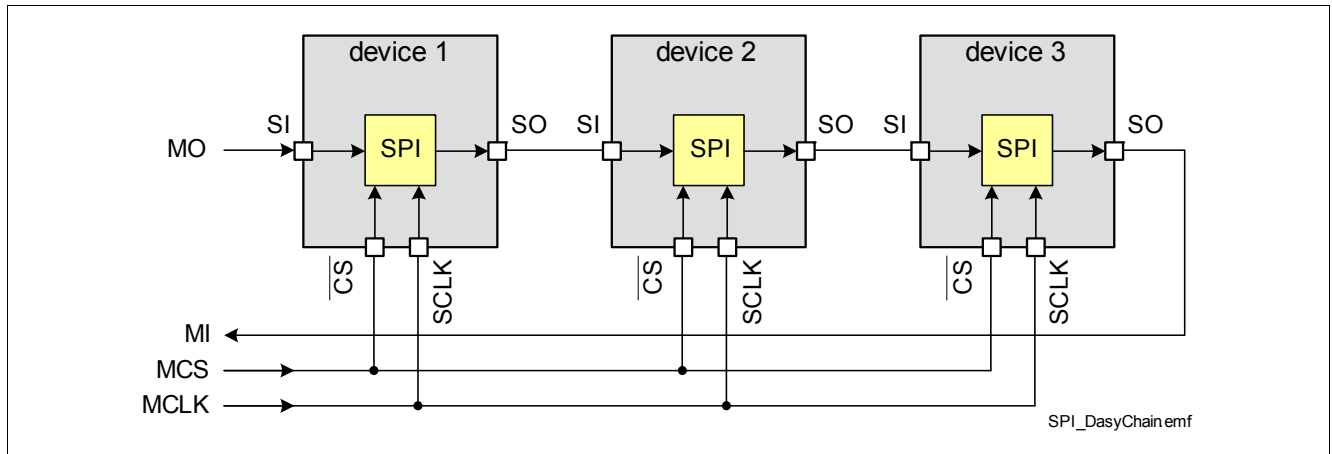 device 1 device 2 device 3
SI SO SI SO SI SO
MO SPI SPI SPI
CS SCLK CS SCLK CS SCLK
MI
MCS
MCLK
SPI_DasyChain.emf